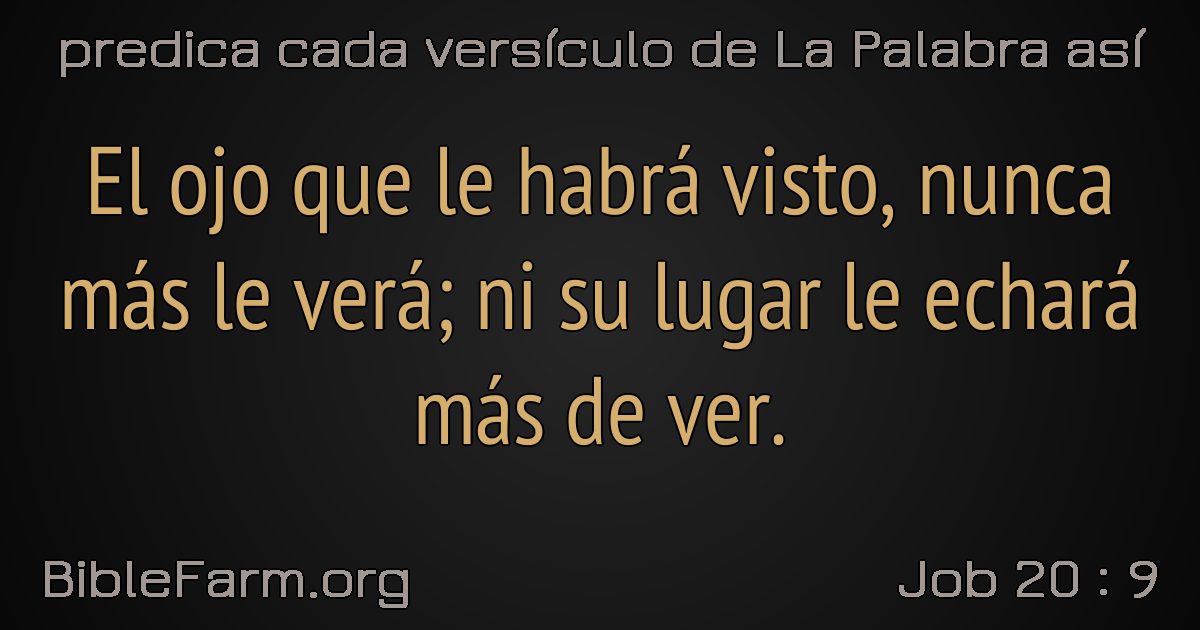 predica cada versículo de La Palabra así
El ojo que le habrá visto, nunca
más le verá; ni su lugar le echará
más de ver.
BibleFarm.org
Job 20 : 9